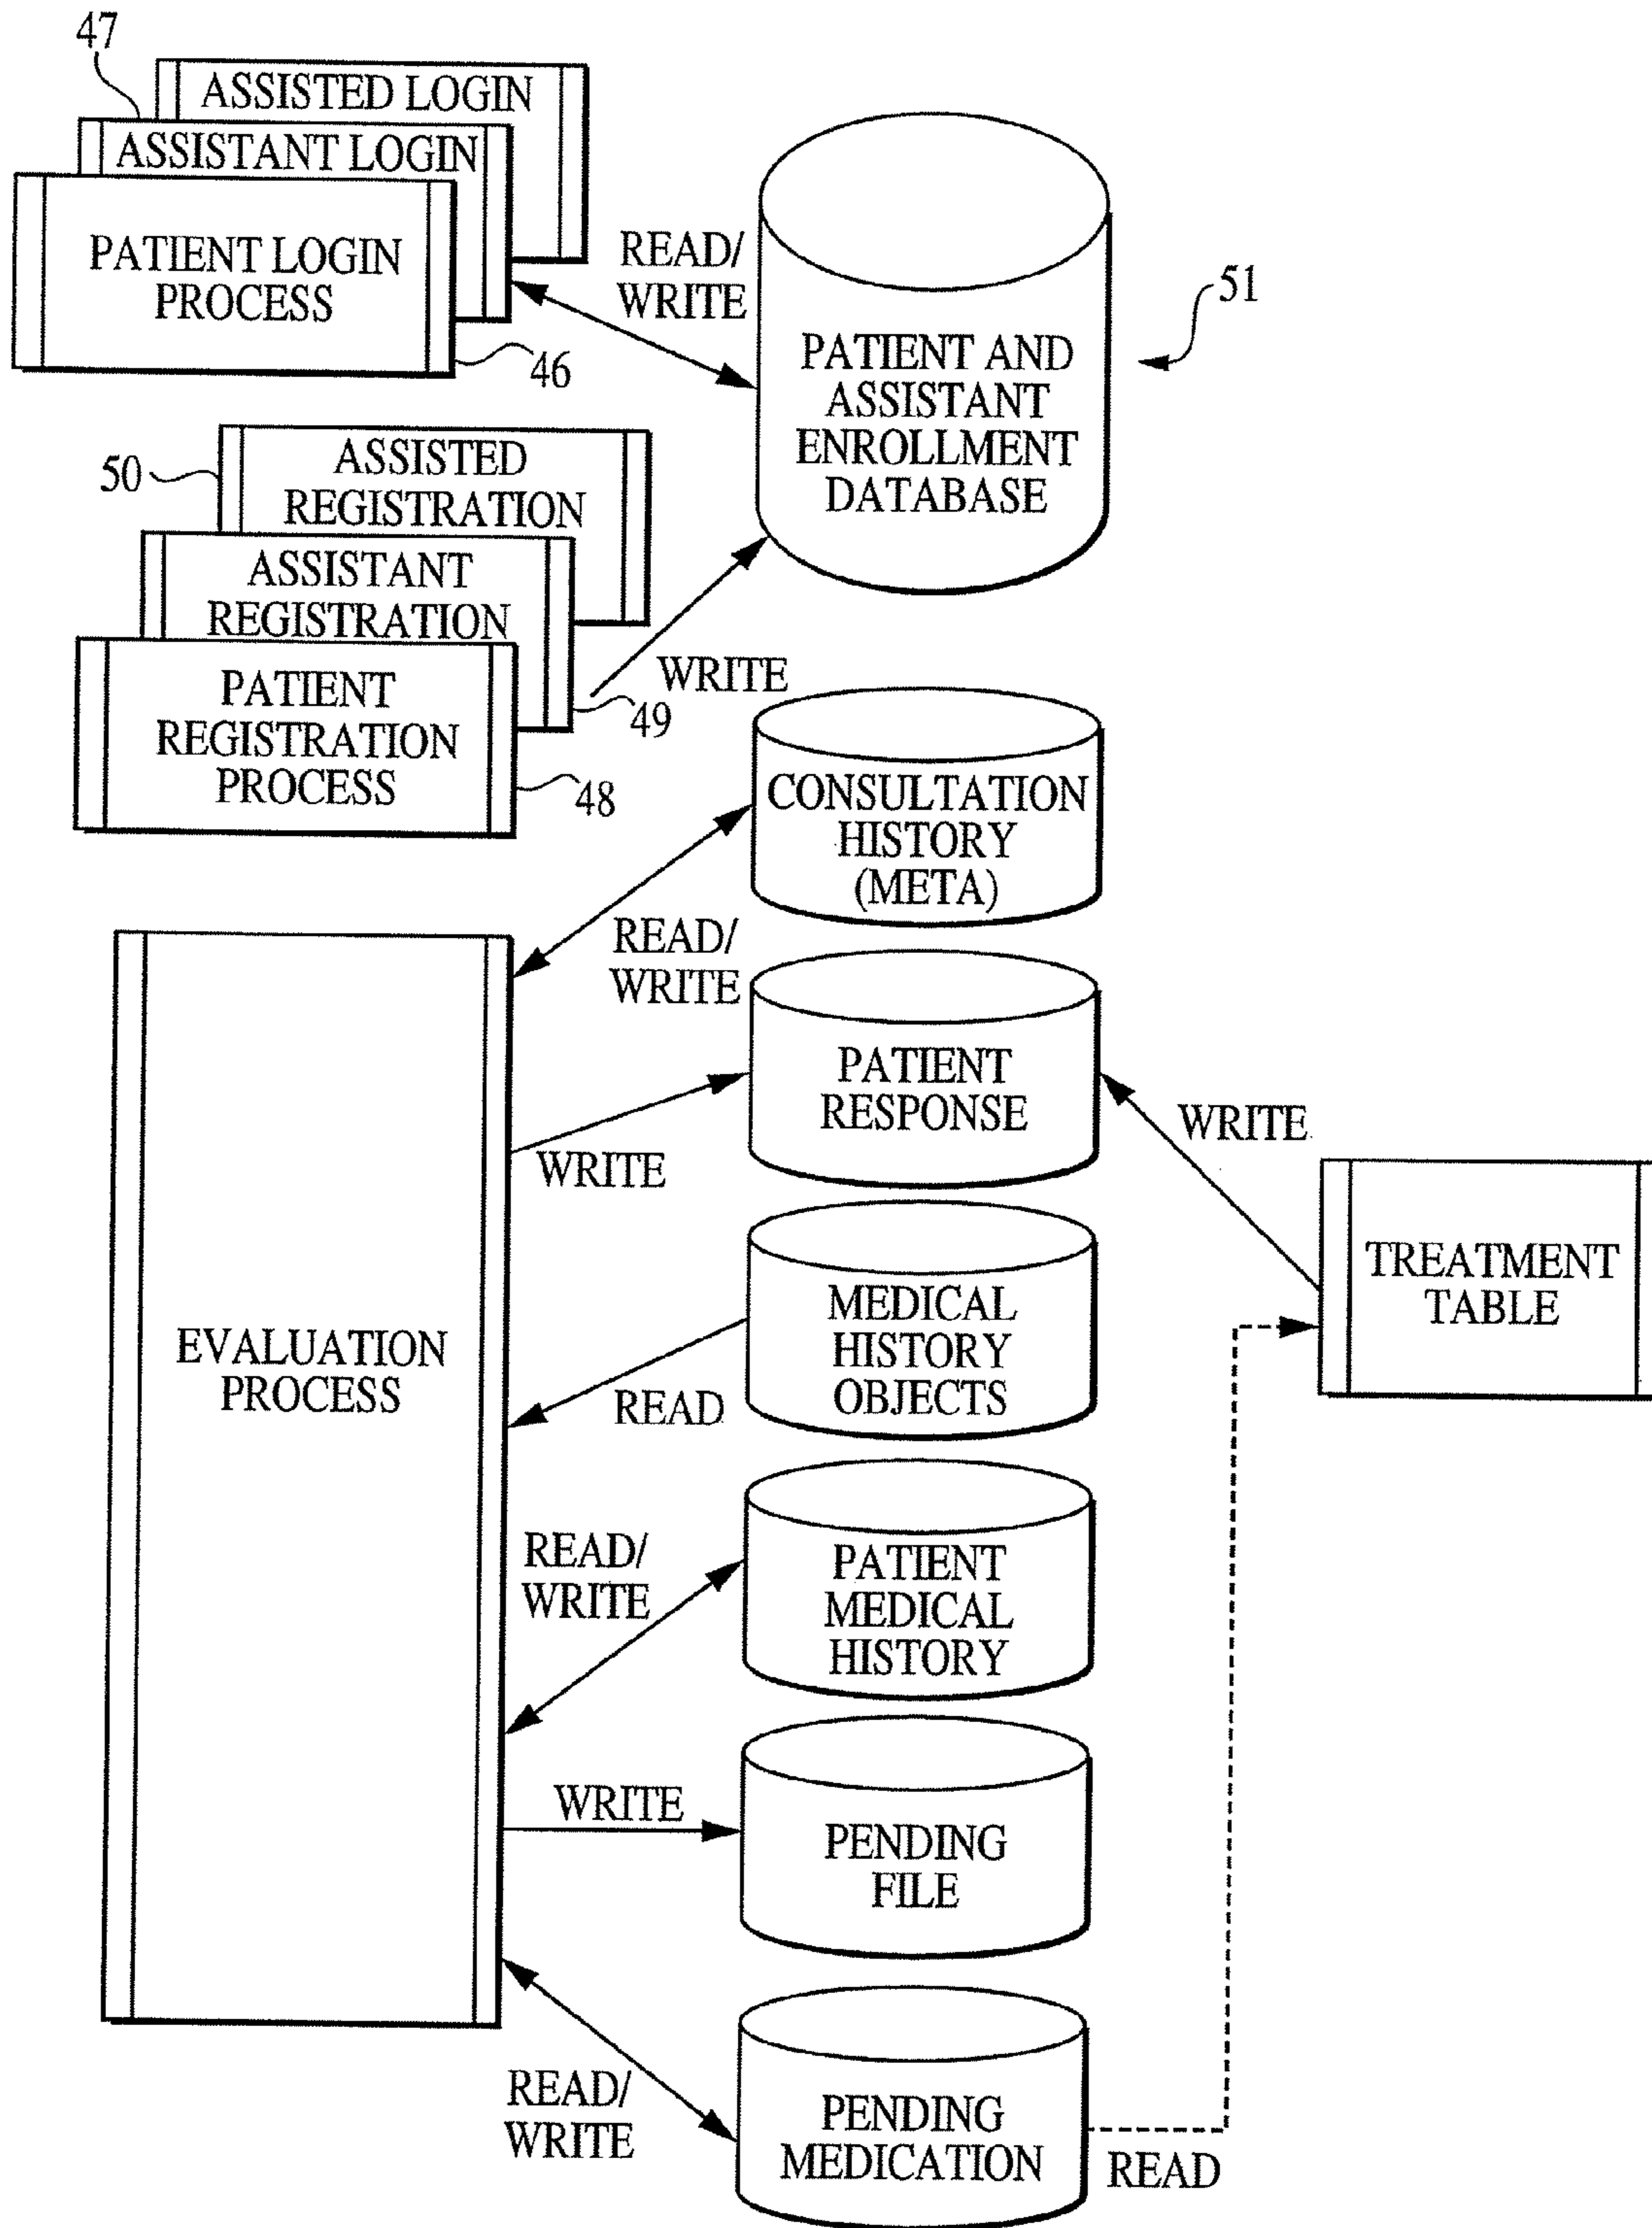 47
ASSISTED LOGIN
ASSISTANT LOGIN
PATIENT LOGIN
PROCESS
46
READ/
WRITE
PATIENT AND
ASSISTANT
ENROLLMENT
DATABASE
51
50
ASSISTED
REGISTRATION
ASSISTANT
REGISTRATION
PATIENT
REGISTRATION
PROCESS
49
48
WRITE
CONSULTATION
HISTORY
(META)
READ/
WRITE
PATIENT
RESPONSE
WRITE
WRITE
TREATMENT
TABLE
MEDICAL
HISTORY
OBJECTS
READ
EVALUATION
PROCESS
READ/
WRITE
PATIENT
MEDICAL
HISTORY
WRITE
PENDING
FILE
READ/
WRITE
PENDING
MEDICATION
READ